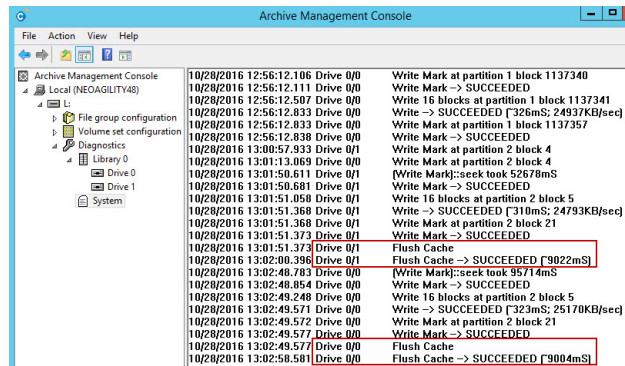 Archive Management Console
File Action View Help
Archive Management Console
Local (NEOAGILITY48)
L:
File group configuration
Volume set configuration
Diagnostics
Library 0
Drive 0
Drive 1
System
10/28/2016 12:56:12.106 Drive 0/0 Write Mark at partition 1 block 1137340
10/28/2016 12:56:12.111 Drive 0/0 Write Mark -> SUCCEEDED
10/28/2016 12:56:12.507 Drive 0/0 Write 16 blocks at partition 1 block 1137341
10/28/2016 12:56:12.833 Drive 0/0 Write -> SUCCEEDED (~326mS; 24937KB/sec)
10/28/2016 12:56:12.833 Drive 0/0 Write Mark at partition 1 block 1137357
10/28/2016 12:56:12.838 Drive 0/0 Write Mark -> SUCCEEDED
10/28/2016 13:00:57.933 Drive 0/1 Write Mark at partition 2 block 4
10/28/2016 13:01:13.069 Drive 0/0 Write Mark at partition 2 block 4
10/28/2016 13:01:50.611 Drive 0/1 (Write Mark)::seek took 52678mS
10/28/2016 13:01:50.681 Drive 0/1 Write Mark -> SUCCEEDED
10/28/2016 13:01:51.058 Drive 0/1 Write 16 blocks at partition 2 block 5
10/28/2016 13:01:51.368 Drive 0/1 Write -> SUCCEEDED (~310mS; 24793KB/sec)
10/28/2016 13:01:51.368 Drive 0/1 Write Mark at partition 2 block 21
10/28/2016 13:01:51.373 Drive 0/1 Write Mark -> SUCCEEDED
10/28/2016 13:01:51.373 Drive 0/1 Flush Cache
10/28/2016 13:02:00.396 Drive 0/1 Flush Cache -> SUCCEEDED (~9022mS)
10/28/2016 13:02:48.783 Drive 0/0 (Write Mark)::seek took 95714mS
10/28/2016 13:02:48.854 Drive 0/0 Write Mark -> SUCCEEDED
10/28/2016 13:02:49.248 Drive 0/0 Write 16 blocks at partition 2 block 5
10/28/2016 13:02:49.571 Drive 0/0 Write -> SUCCEEDED (~323mS; 25170KB/sec)
10/28/2016 13:02:49.572 Drive 0/0 Write Mark at partition 2 block 21
10/28/2016 13:02:49.577 Drive 0/0 Write Mark -> SUCCEEDED
10/28/2016 13:02:49.577 Drive 0/0 Flush Cache
10/28/2016 13:02:58.581 Drive 0/0 Flush Cache -> SUCCEEDED (~9004mS)